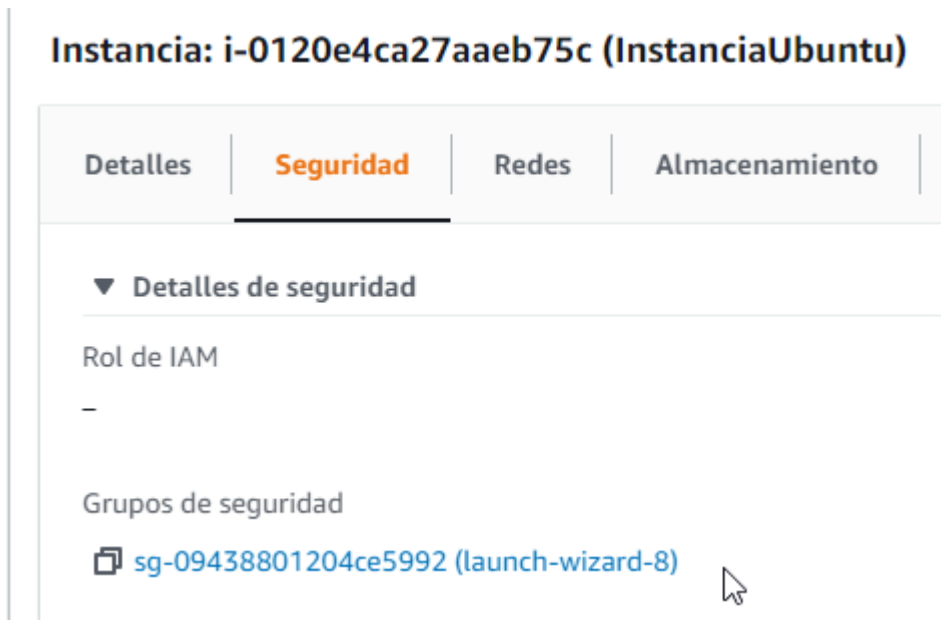 Instancia: i-0120e4ca27aaeb75c (InstanciaUbuntu)
Detalles Seguridad Redes Almacenamiento
▼ Detalles de seguridad
Rol de IAM
–
Grupos de seguridad
sg-09438801204ce5992 (launch-wizard-8)